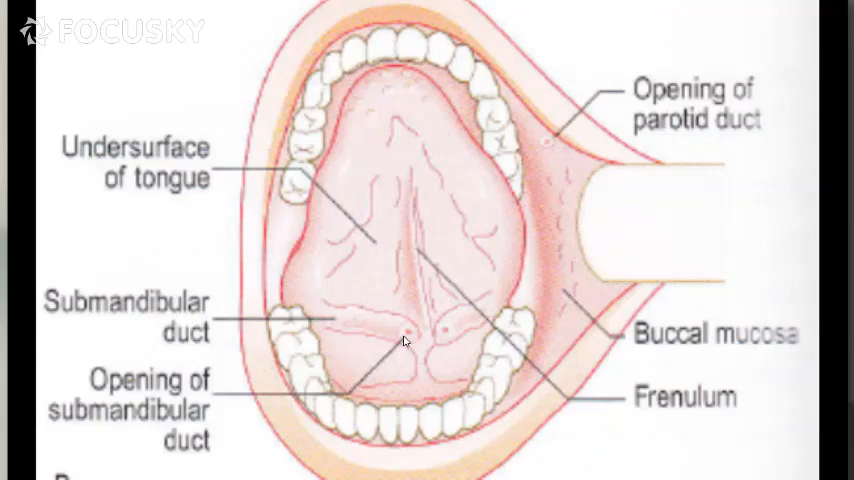 FOCUSKY
Opening of
parotid duct
Undersurface
of tongue
Submandibular
duct
Opening of
submandibular
duct
Buccal mucosa
Frenulum